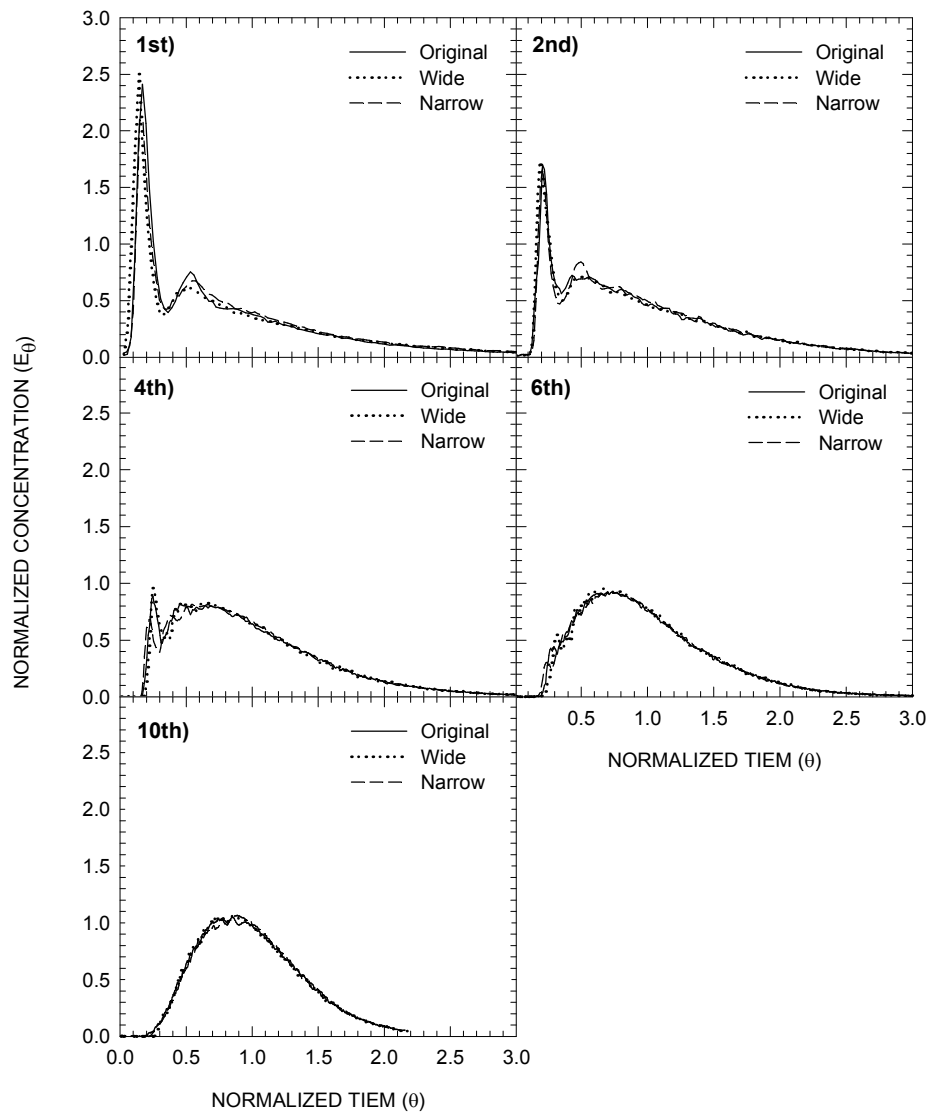 3.0
2.5
2.0
1.5
1.0
0.5
0.0
1st)
Original
Wide
Narrow
2nd)
Original
Wide
Narrow
2.5
2.0
1.5
1.0
0.5
0.0
4th)
Original
Wide
Narrow
6th)
Original
Wide
Narrow
0.5 1.0 1.5 2.0 2.5 3.0
NORMALIZED TIEM (θ)
2.5
2.0
1.5
1.0
0.5
0.0
10th)
Original
Wide
Narrow
0.0 0.5 1.0 1.5 2.0 2.5 3.0
NORMALIZED TIEM (θ)
NORMALIZED CONCENTRATION (Eθ)